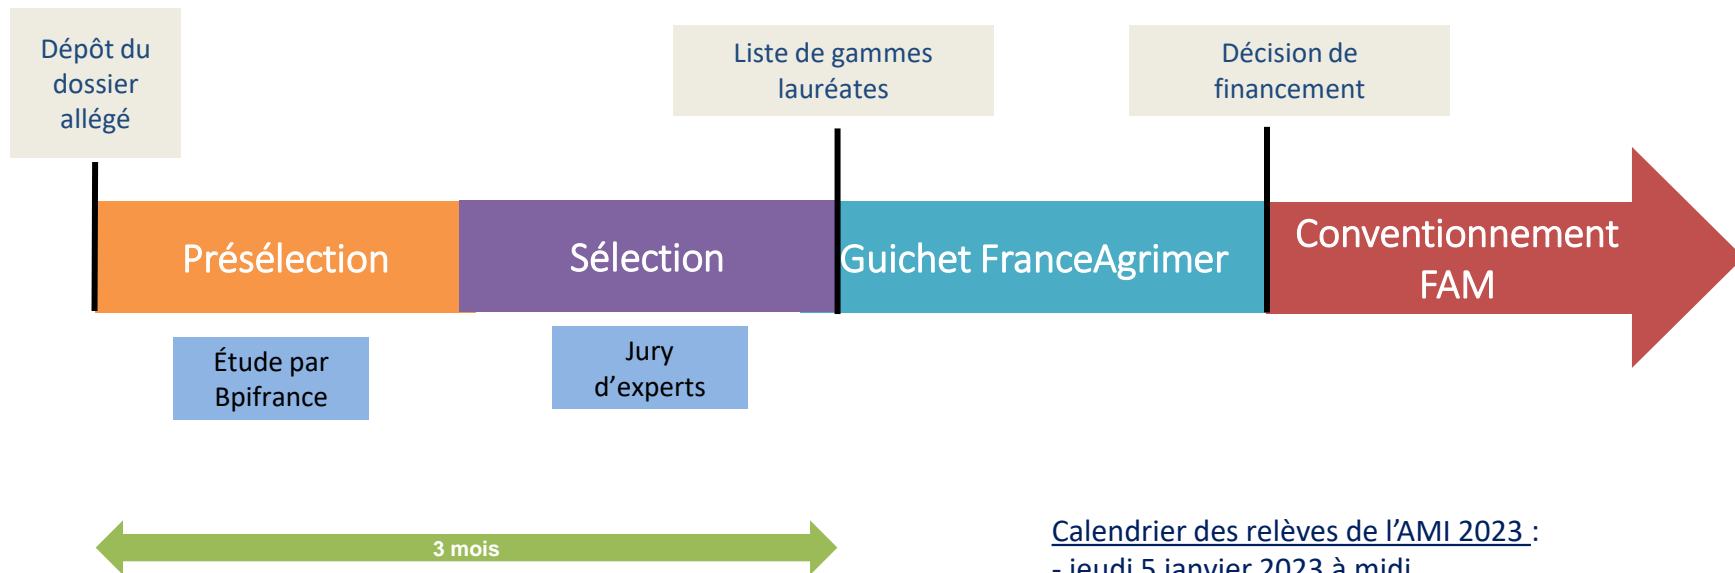 Dépôt du
dossier
allégé
Liste de gammes
lauréates
Décision de
financement
Présélection
Sélection
Guichet FranceAgrimer
Conventionnement
FAM
Étude par
Bpifrance
Jury
d’experts
3 mois
Calendrier des relèves de l’AMI 2023 :
- jeudi 5 janvier 2023 à midi